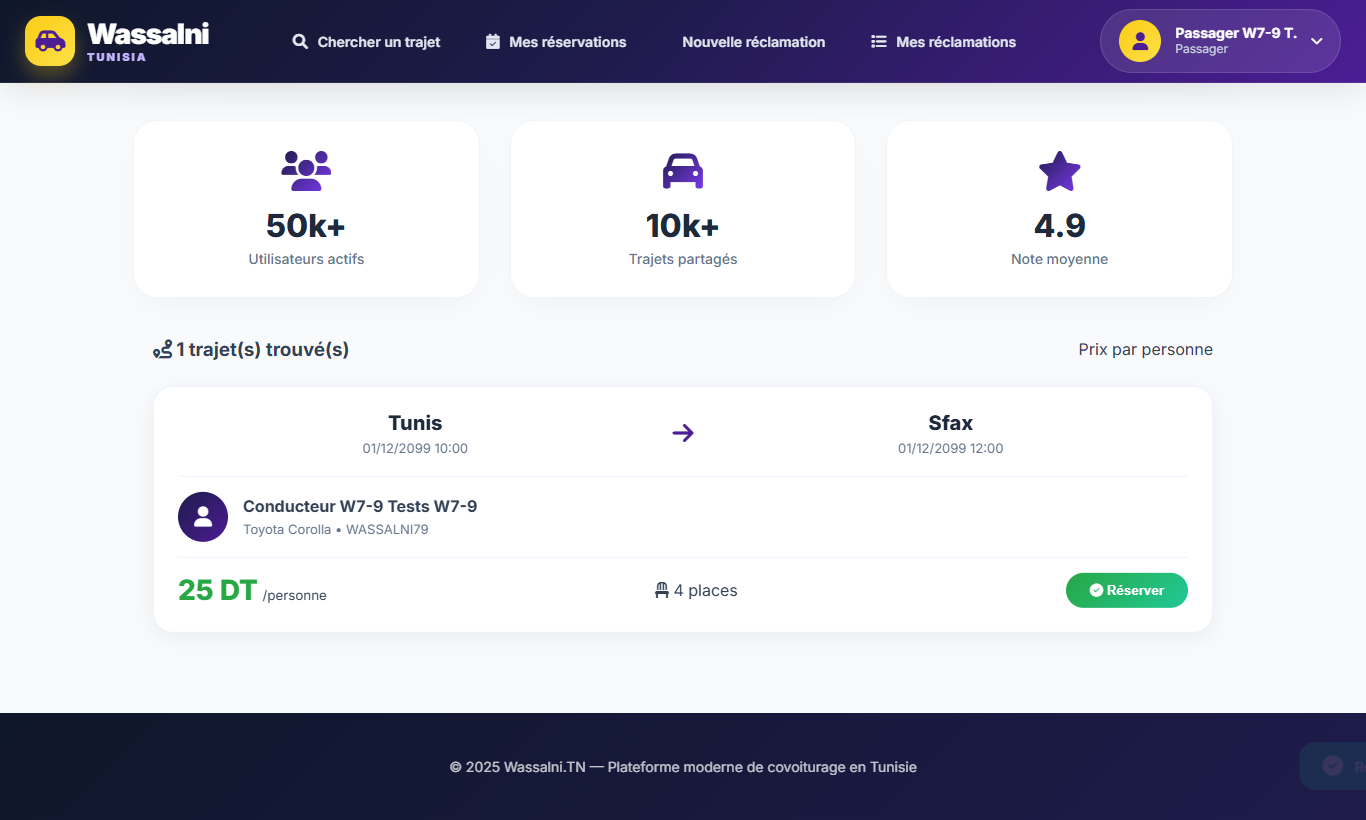 Wassalni
TUNISIA
Chercher un trajet
Mes réservations
Nouvelle réclamation
Mes réclamations
Passager W7-9 T.
Passager
50k+
Utilisateurs actifs
10k+
Trajets partagés
4.9
Note moyenne
1 trajet(s) trouvé(s)
Prix par personne
Tunis
01/12/2099 10:00
Sfax
01/12/2099 12:00
Conducteur W7-9 Tests W7-9
Toyota Corolla • WASSALNI79
25 DT /personne
4 places
Réserver
© 2025 Wassalni.TN — Plateforme moderne de covoiturage en Tunisie